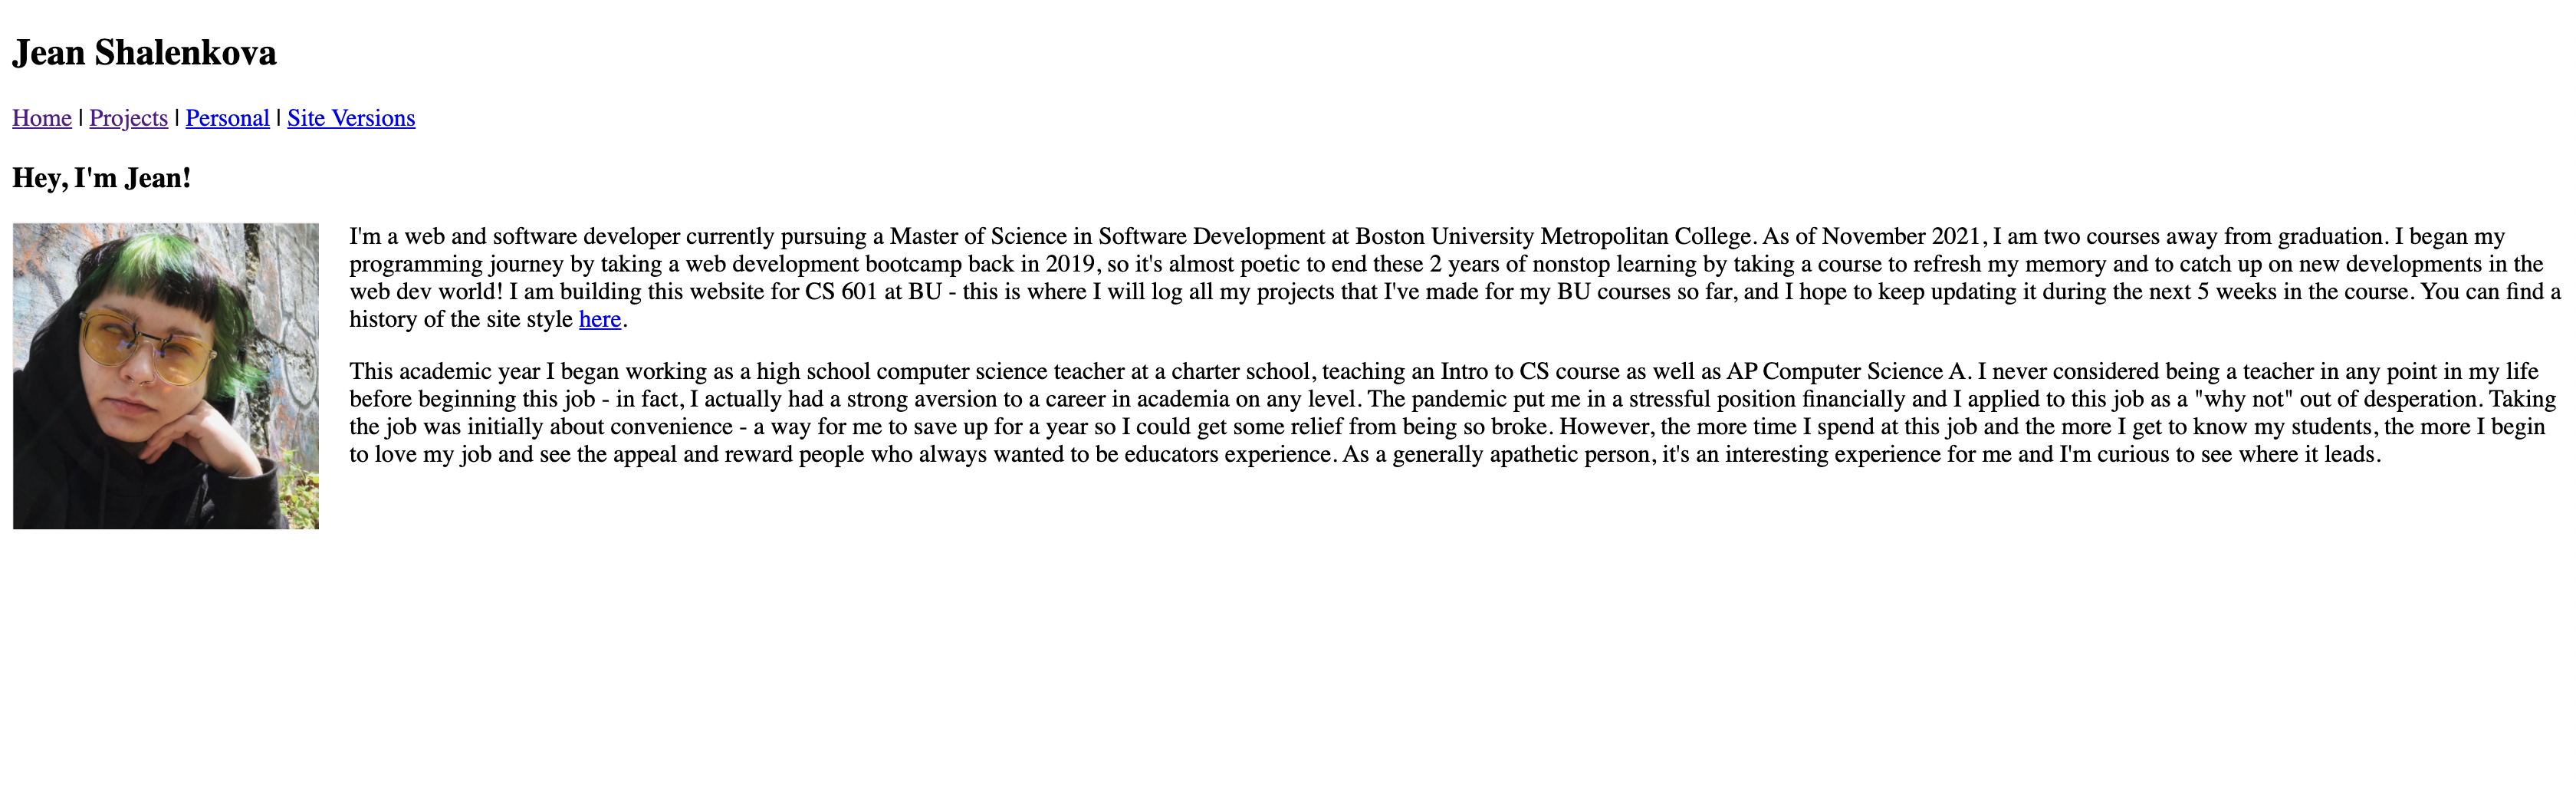 Jean Shalenkova
Home | Projects | Personal | Site Versions
Hey, I'm Jean!
I'm a web and software developer currently pursuing a Master of Science in Software Development at Boston University Metropolitan College. As of November 2021, I am two courses away from graduation. I began my
programming journey by taking a web development bootcamp back in 2019, so it's almost poetic to end these 2 years of nonstop learning by taking a course to refresh my memory and to catch up on new developments in the
web dev world! I am building this website for CS 601 at BU - this is where I will log all my projects that I've made for my BU courses so far, and I hope to keep updating it during the next 5 weeks in the course. You can find a
history of the site style here.
This academic year I began working as a high school computer science teacher at a charter school, teaching an Intro to CS course as well as AP Computer Science A. I never considered being a teacher in any point in my life
before beginning this job - in fact, I actually had a strong aversion to a career in academia on any level. The pandemic put me in a stressful position financially and I applied to this job as a "why not" out of desperation. Taking
the job was initially about convenience - a way for me to save up for a year so I could get some relief from being so broke. However, the more time I spend at this job and the more I get to know my students, the more I begin
to love my job and see the appeal and reward people who always wanted to be educators experience. As a generally apathetic person, it's an interesting experience for me and I'm curious to see where it leads.